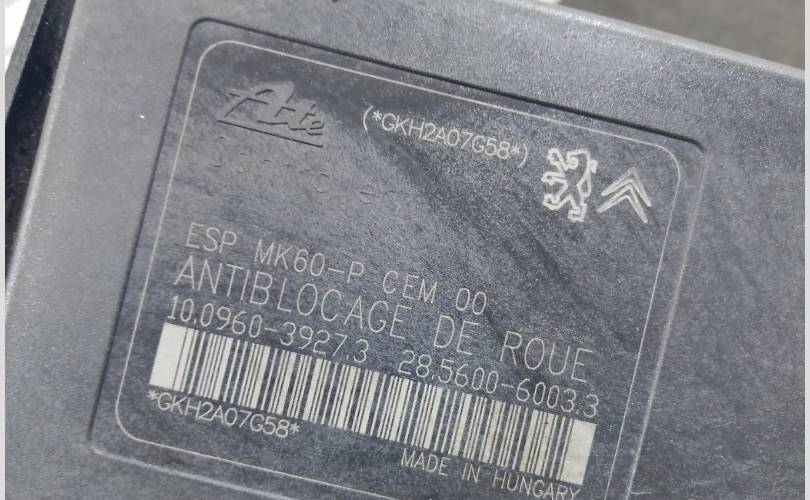 Ate
(*GKH2A07G58*)
ESP MK60-P CEM 00
ANTIBLOCAGE DE ROUE
10.0960-3927.3 28.5600-6003.3
*GKH2A07G58*
MADE IN HUNGARY